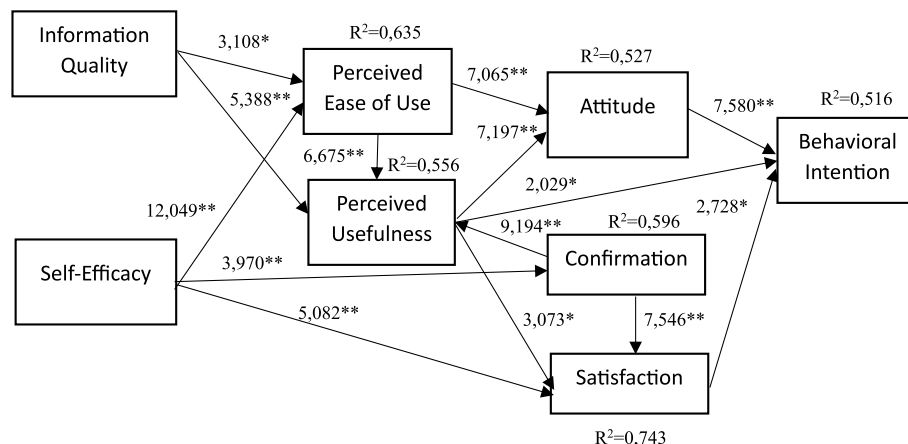 Information
Quality
3,108*
5,388**
R²=0,635
Perceived
Ease of Use
7,065**
R²=0,527
Attitude
7,580**
R²=0,516
Behavioral
Intention
7,197**
6,675**
R²=0,556
Perceived
Usefulness
2,029*
12,049**
Self-Efficacy
3,970**
9,194**
R²=0,596
Confirmation
2,728*
5,082**
3,073*
7,546**
Satisfaction
R²=0,743